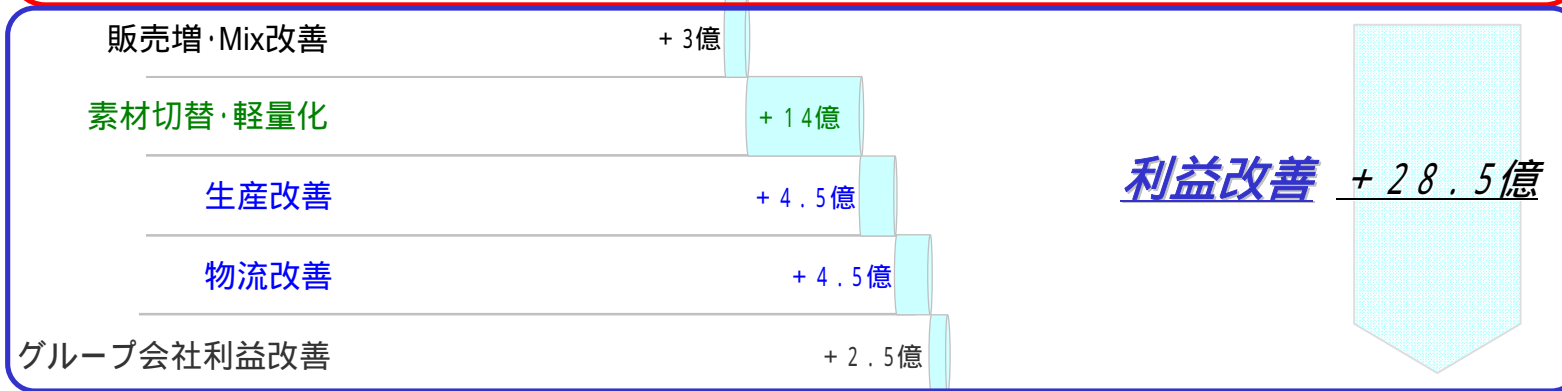 販売増・Mix改善 +3億
素材切替・軽量化 +14億
生産改善 +4.5億
利益改善 +28.5億
物流改善 +4.5億
グループ会社利益改善 +2.5億